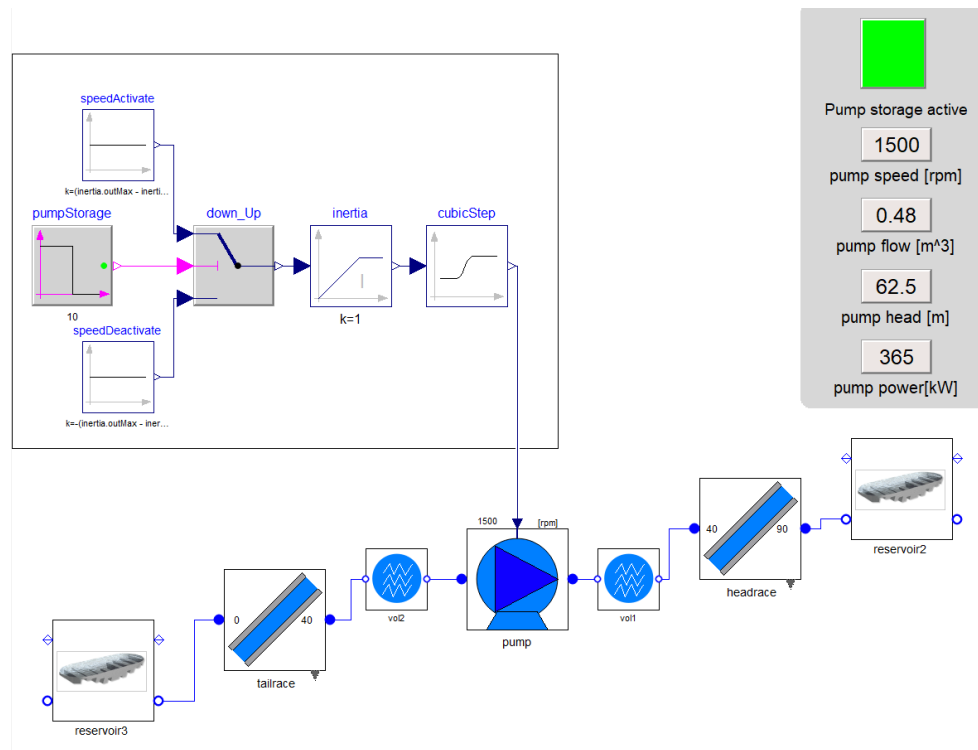 speedActivate
k=(inertia.outMax - inerti...
pumpStorage
10
down_Up
inertia
k=1
cubicStep
speedDeactivate
k=-(inertia.outMax - iner...
Pump storage active
1500
pump speed [rpm]
0.48
pump flow [m^3]
62.5
pump head [m]
365
pump power[kW]
reservoir2
40
90
headrace
1500
[rpm]
pump
vol1
vol2
0
40
tailrace
reservoir3